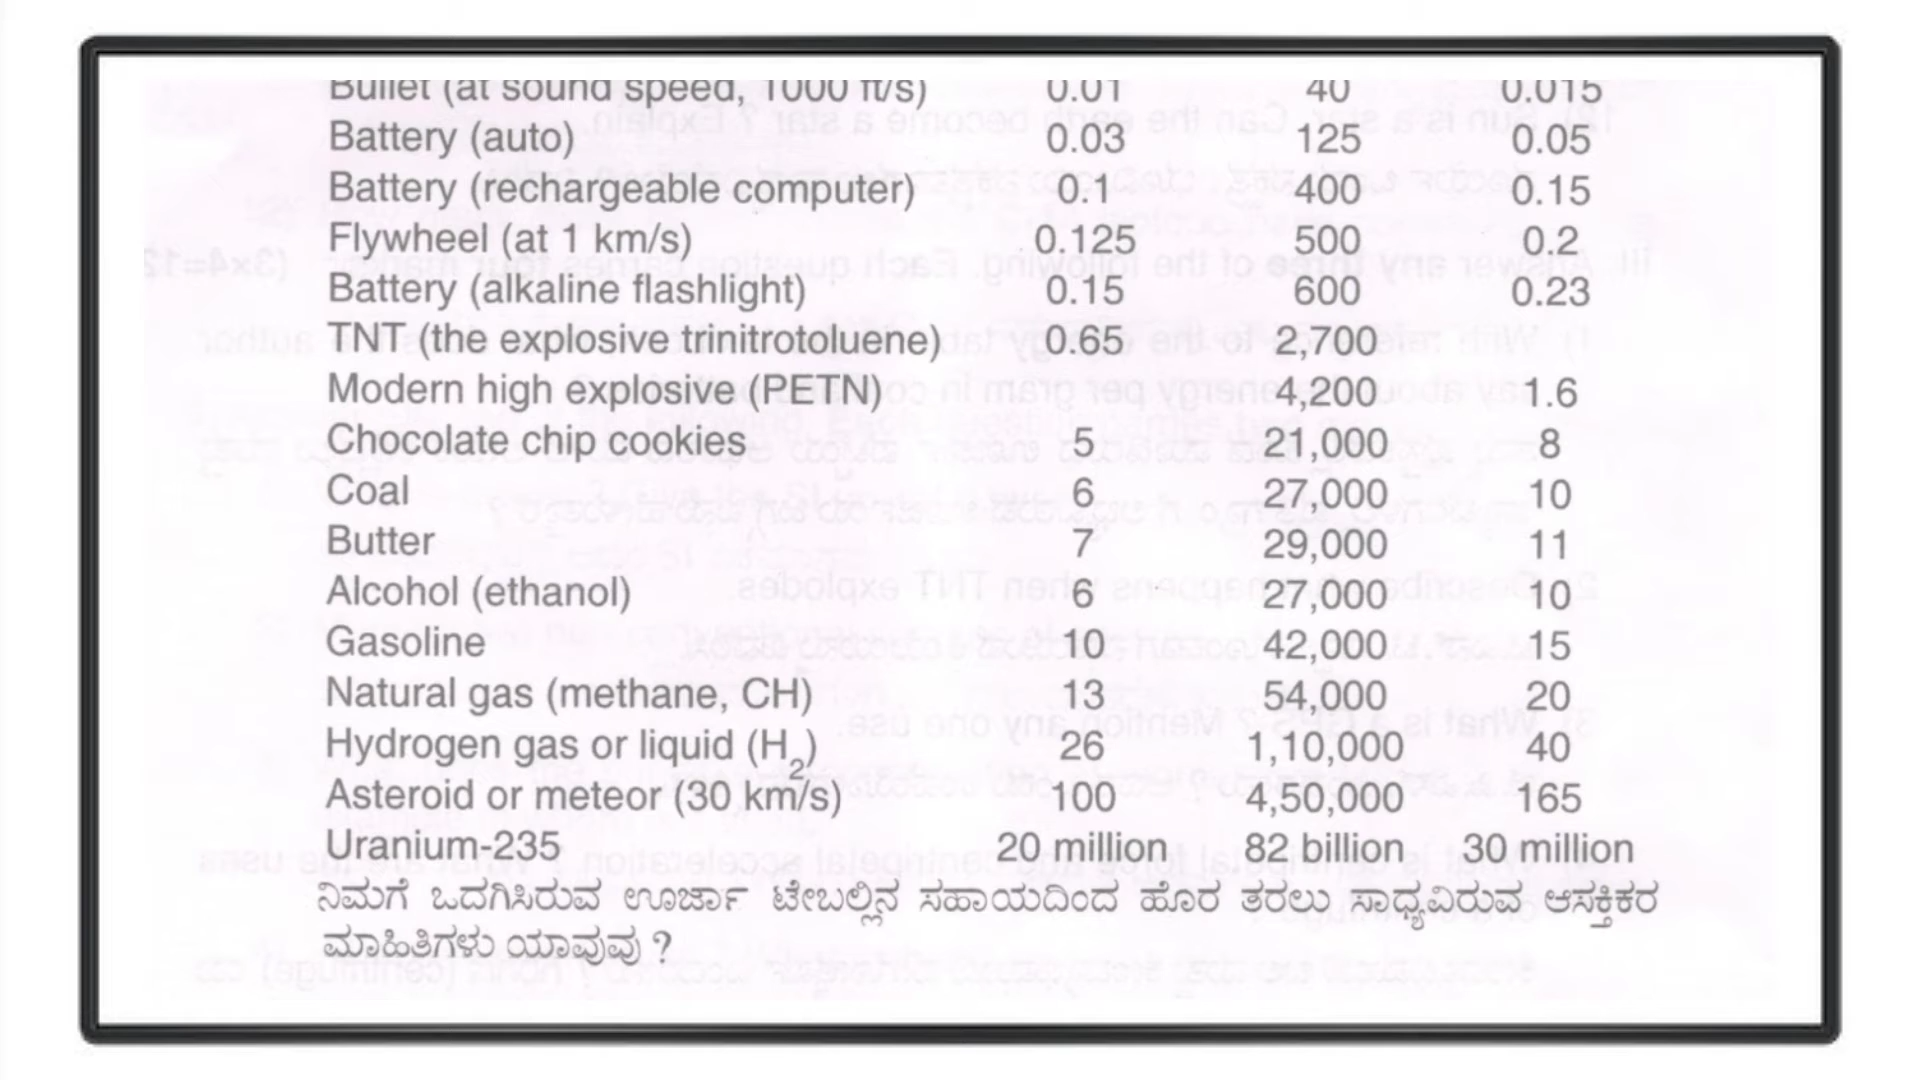 Bullet (at sound speed, 1000 ft/s) 0.01 40 0.015
Battery (auto) 0.03 125 0.05
Battery (rechargeable computer) 0.1 400 0.15
Flywheel (at 1 km/s) 0.125 500 0.2
Battery (alkaline flashlight) 0.15 600 0.23
TNT (the explosive trinitrotoluene) 0.65 2,700 1
Modern high explosive (PETN) 1 4,200 1.6
Chocolate chip cookies 5 21,000 8
Coal 6 27,000 10
Butter 7 29,000 11
Alcohol (ethanol) 6 27,000 10
Gasoline 10 42,000 15
Natural gas (methane, CH) 13 54,000 20
Hydrogen gas or liquid (H2) 26 1,10,000 40
Asteroid or meteor (30 km/s) 100 4,50,000 165
Uranium-235 20 million 82 billion 30 million
ನಿಮಗೆ ಒದಗಿಸಿರುವ ಊರ್ಜಾ ಟೇಬಲ್ಲಿನ ಸಹಾಯದಿಂದ ಹೊರ ತರಲು ಸಾಧ್ಯವಿರುವ ಆಸಕ್ತಿಕರ
ಮಾಹಿತಿಗಳು ಯಾವುವು ?